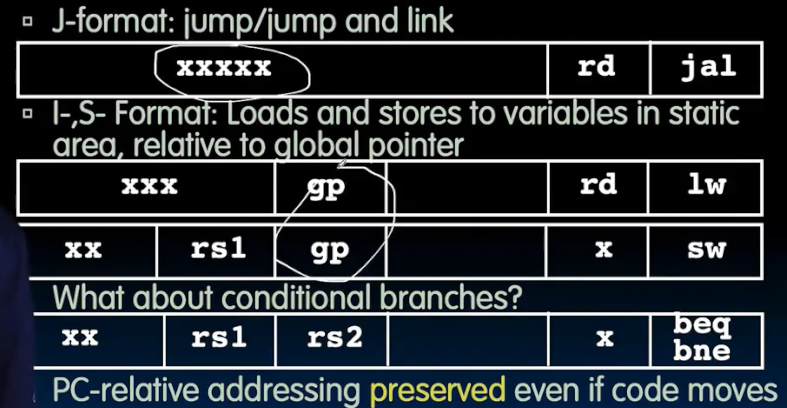 ▫ J-format: jump/jump and link
xxxxx rd jal
▫ I-,S- Format: Loads and stores to variables in static
area, relative to global pointer
xxx gp rd lw
xx rs1 gp x sw
What about conditional branches?
xx rs1 rs2 x beq
bne
PC-relative addressing preserved even if code moves